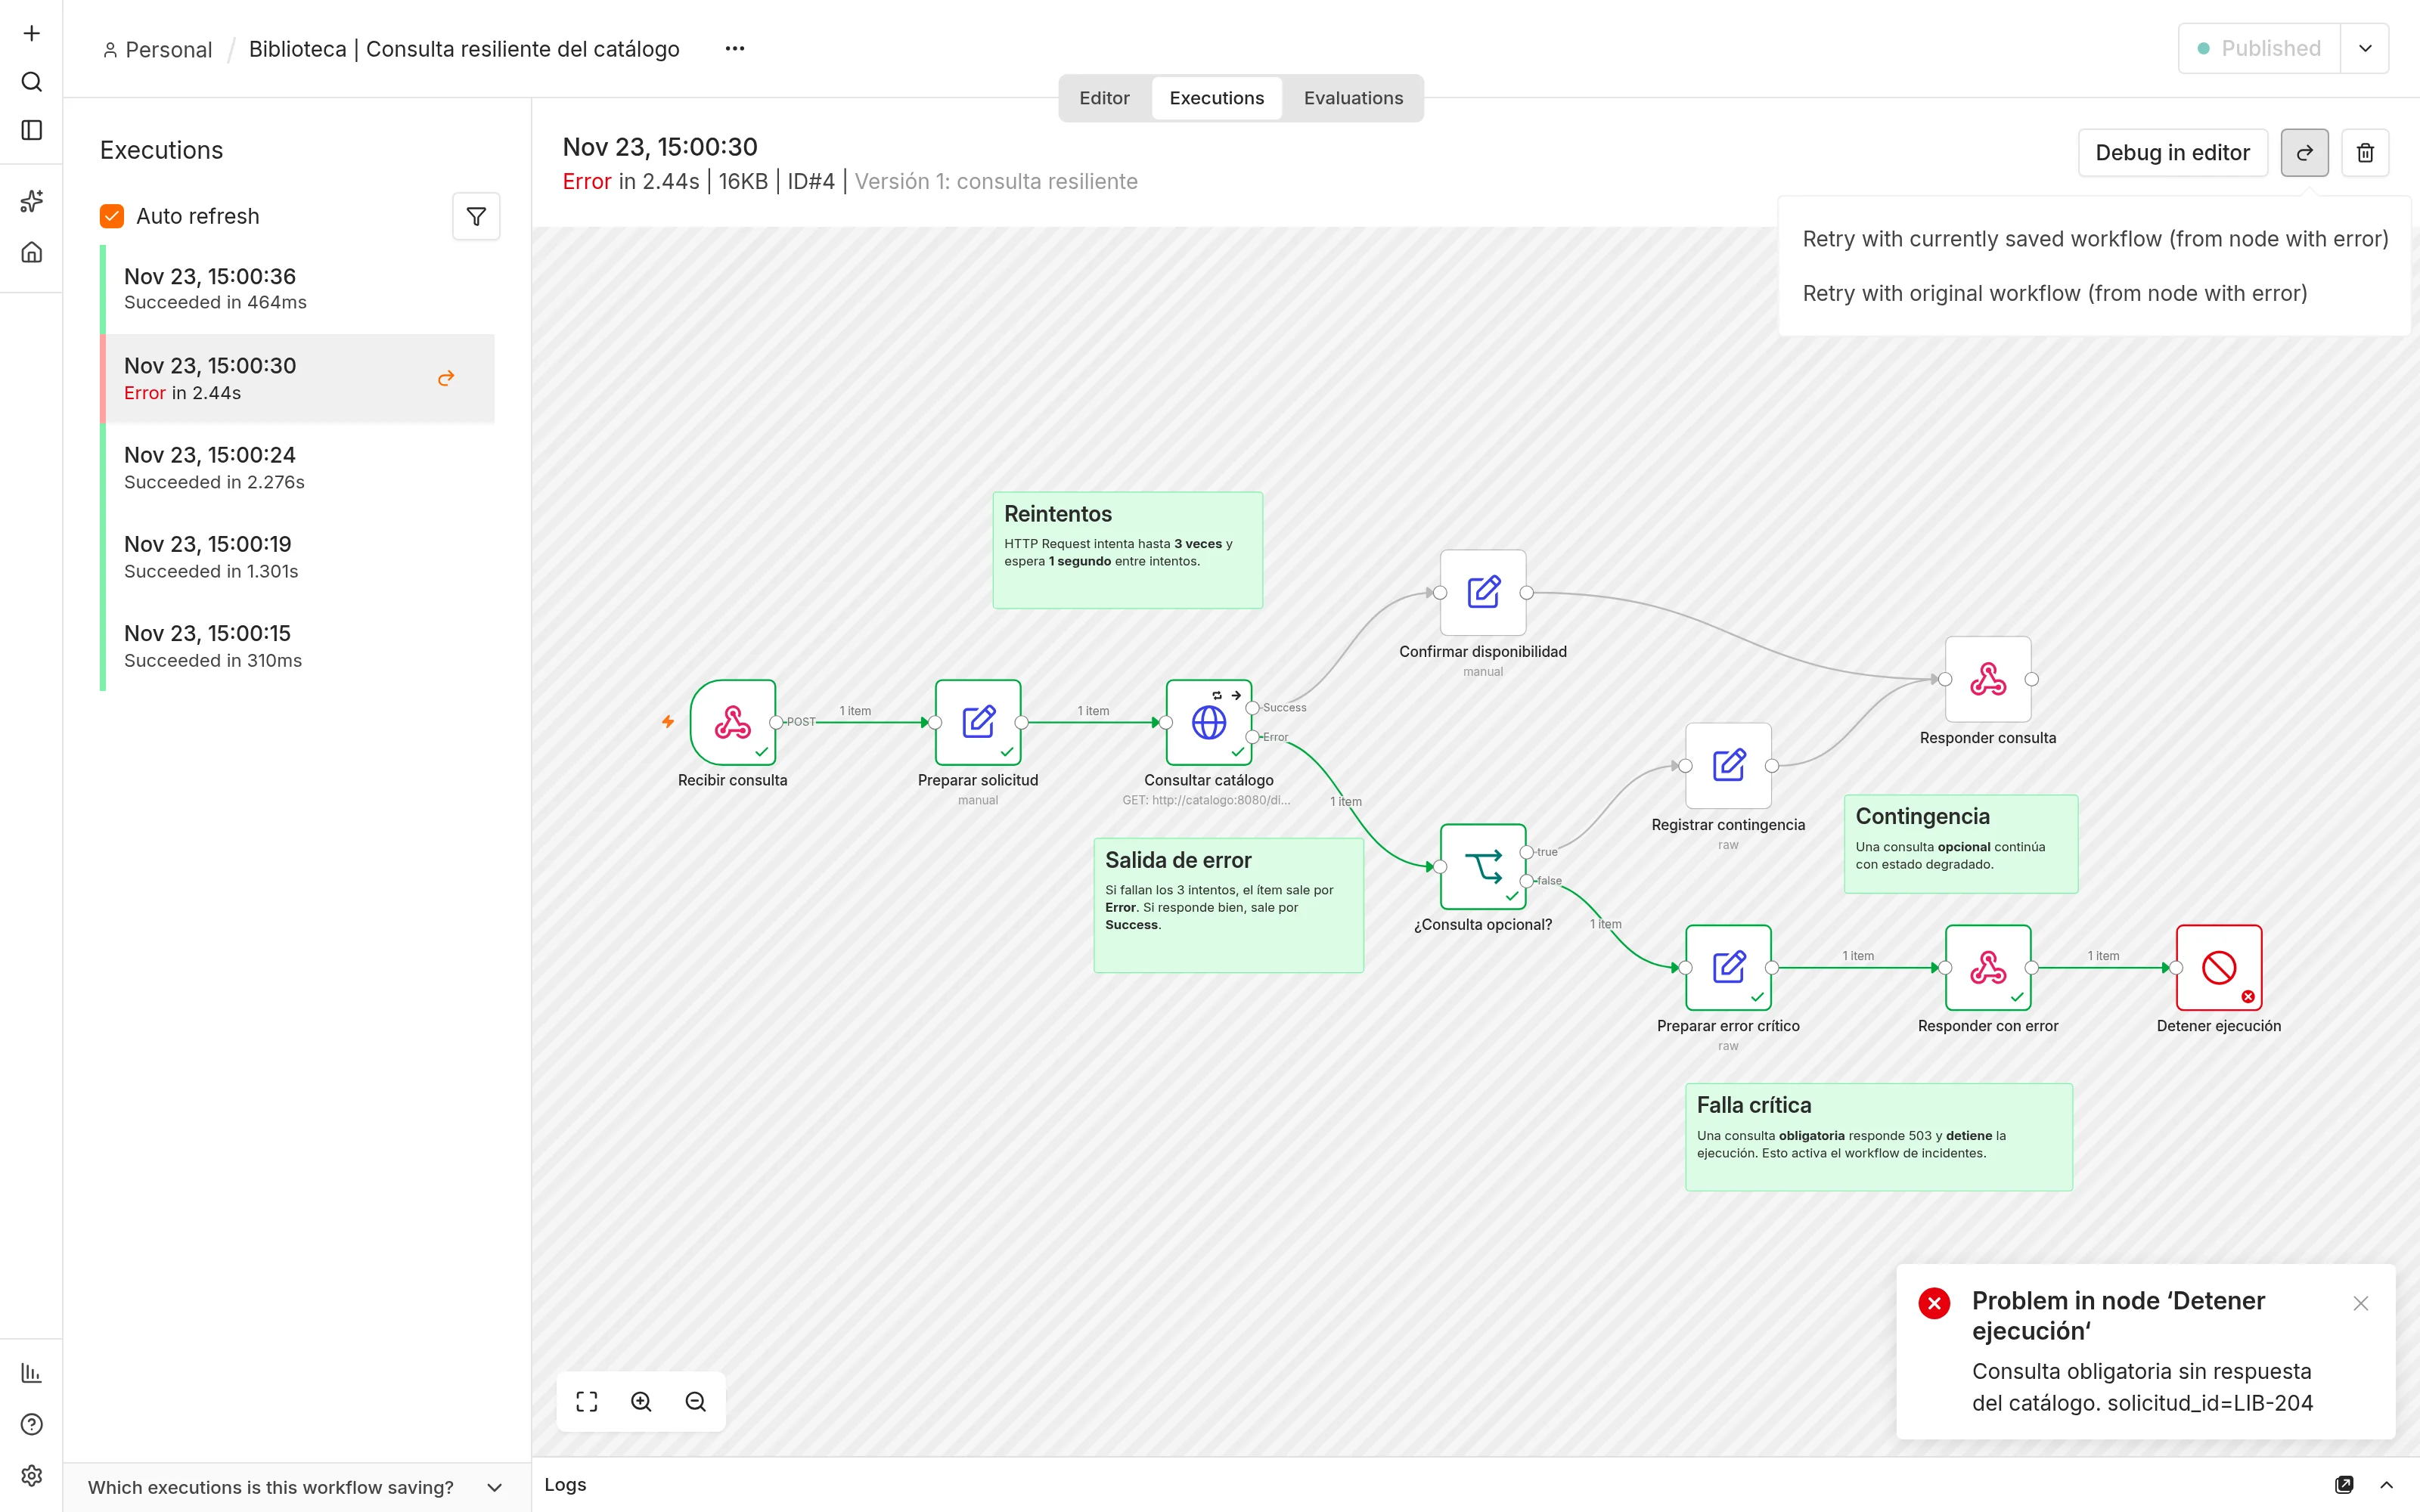 Personal / Biblioteca | Consulta resiliente del catálogo
Published
Editor
Executions
Evaluations
Executions
Auto refresh
Nov 23, 15:00:36
Succeeded in 464ms
Nov 23, 15:00:30
Error in 2.44s
Nov 23, 15:00:24
Succeeded in 2.276s
Nov 23, 15:00:19
Succeeded in 1.301s
Nov 23, 15:00:15
Succeeded in 310ms
Which executions is this workflow saving?
Nov 23, 15:00:30
Error in 2.44s | 16KB | ID#4 | Versión 1: consulta resiliente
Debug in editor
Retry with currently saved workflow (from node with error)
Retry with original workflow (from node with error)
Reintentos
HTTP Request intenta hasta 3 veces y
espera 1 segundo entre intentos.
Recibir consulta
POST
1 item
Preparar solicitud
manual
1 item
Consultar catálogo
GET: http://catalogo:8080/di...
Success
Error
1 item
Confirmar disponibilidad
manual
Responder consulta
Registrar contingencia
raw
Contingencia
Una consulta opcional continúa
con estado degradado.
Salida de error
Si fallan los 3 intentos, el ítem sale por
Error. Si responde bien, sale por
Success.
¿Consulta opcional?
true
false
1 item
Preparar error crítico
raw
1 item
Responder con error
1 item
Detener ejecución
Falla crítica
Una consulta obligatoria responde 503 y detiene la
ejecución. Esto activa el workflow de incidentes.
Problem in node ‘Detener
ejecución‘
Consulta obligatoria sin respuesta
del catálogo. solicitud_id=LIB-204
Logs